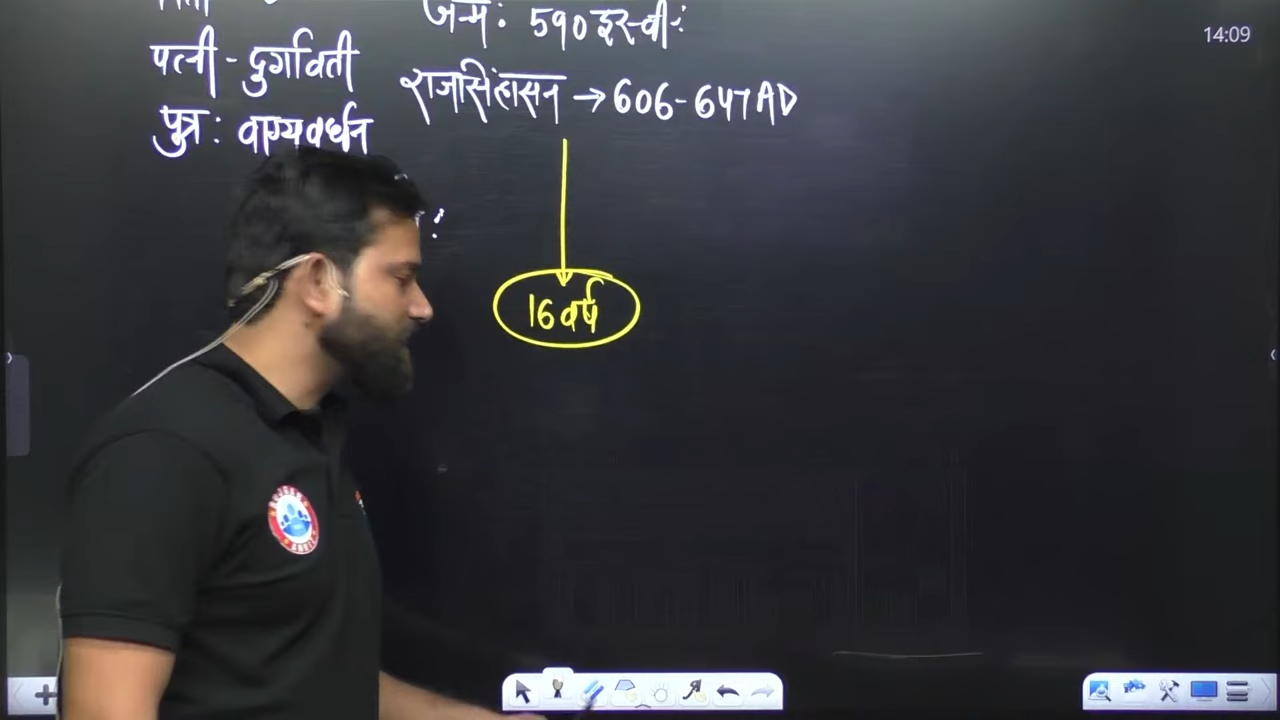 जन्म: 590 इस्वी:
14:09
पत्नी - दुर्गावती
राजसिंहासन → 606-647 AD
पुत्र: वाग्यवर्धन
16 वर्ष